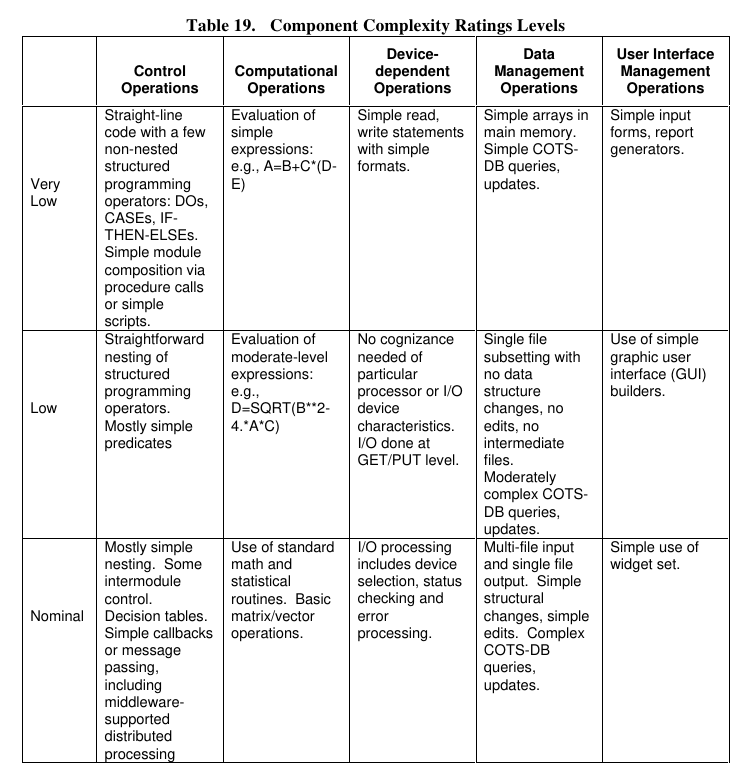 Table 19. Component Complexity Ratings Levels
Control
Operations
Computational
Operations
Device-
dependent
Operations
Data
Management
Operations
User Interface
Management
Operations
Very
Low
Straight-line
code with a few
non-nested
structured
programming
operators: DOs,
CASEs, IF-
THEN-ELSEs.
Simple module
composition via
procedure calls
or simple
scripts.
Evaluation of
simple
expressions:
e.g., A=B+C*(D-
E)
Simple read,
write statements
with simple
formats.
Simple arrays in
main memory.
Simple COTS-
DB queries,
updates.
Simple input
forms, report
generators.
Low
Straightforward
nesting of
structured
programming
operators.
Mostly simple
predicates
Evaluation of
moderate-level
expressions:
e.g.,
D=SQRT(B**2-
4.*A*C)
No cognizance
needed of
particular
processor or I/O
device
characteristics.
I/O done at
GET/PUT level.
Single file
subsetting with
no data
structure
changes, no
edits, no
intermediate
files.
Moderately
complex COTS-
DB queries,
updates.
Use of simple
graphic user
interface (GUI)
builders.
Nominal
Mostly simple
nesting. Some
intermodule
control.
Decision tables.
Simple callbacks
or message
passing,
including
middleware-
supported
distributed
processing
Use of standard
math and
statistical
routines. Basic
matrix/vector
operations.
I/O processing
includes device
selection, status
checking and
error
processing.
Multi-file input
and single file
output. Simple
structural
changes, simple
edits. Complex
COTS-DB
queries,
updates.
Simple use of
widget set.